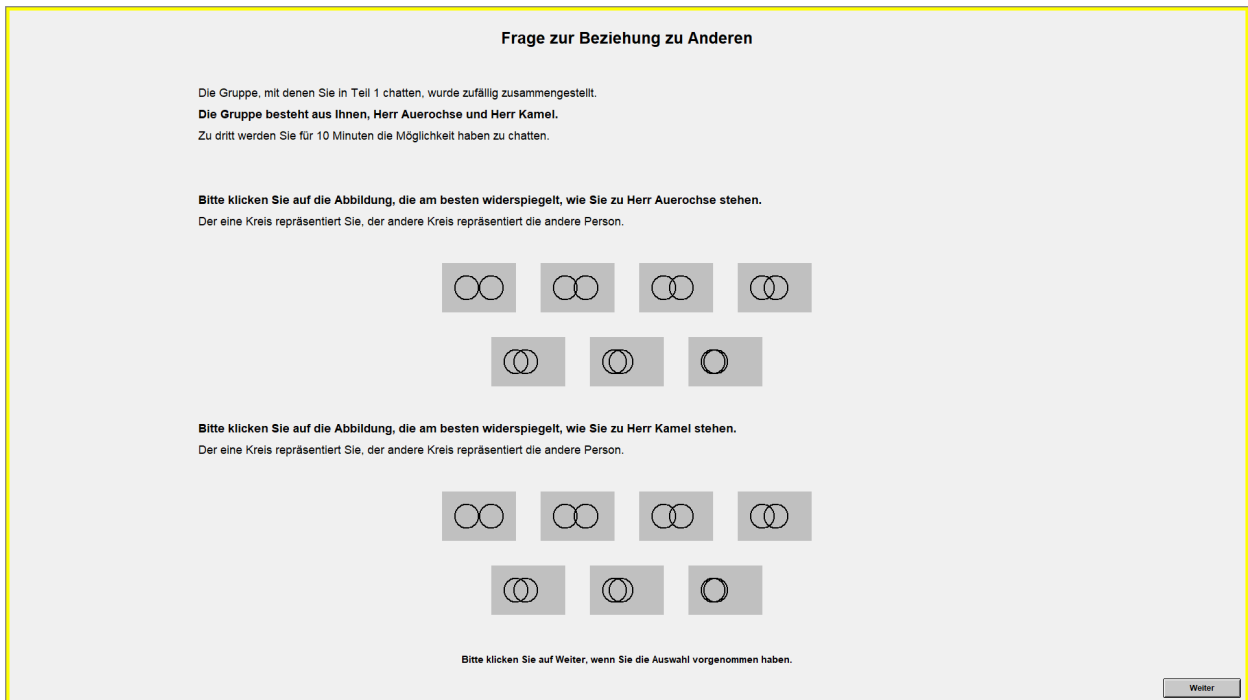 Frage zur Beziehung zu Anderen
Die Gruppe, mit denen Sie in Teil 1 chatten, wurde zufällig zusammengestellt.
Die Gruppe besteht aus Ihnen, Herr Auerochse und Herr Kamel.
Zu dritt werden Sie für 10 Minuten die Möglichkeit haben zu chatten.
Bitte klicken Sie auf die Abbildung, die am besten widerspiegelt, wie Sie zu Herr Auerochse stehen.
Der eine Kreis repräsentiert Sie, der andere Kreis repräsentiert die andere Person.
Bitte klicken Sie auf die Abbildung, die am besten widerspiegelt, wie Sie zu Herr Kamel stehen.
Der eine Kreis repräsentiert Sie, der andere Kreis repräsentiert die andere Person.
Bitte klicken Sie auf Weiter, wenn Sie die Auswahl vorgenommen haben.
Weiter